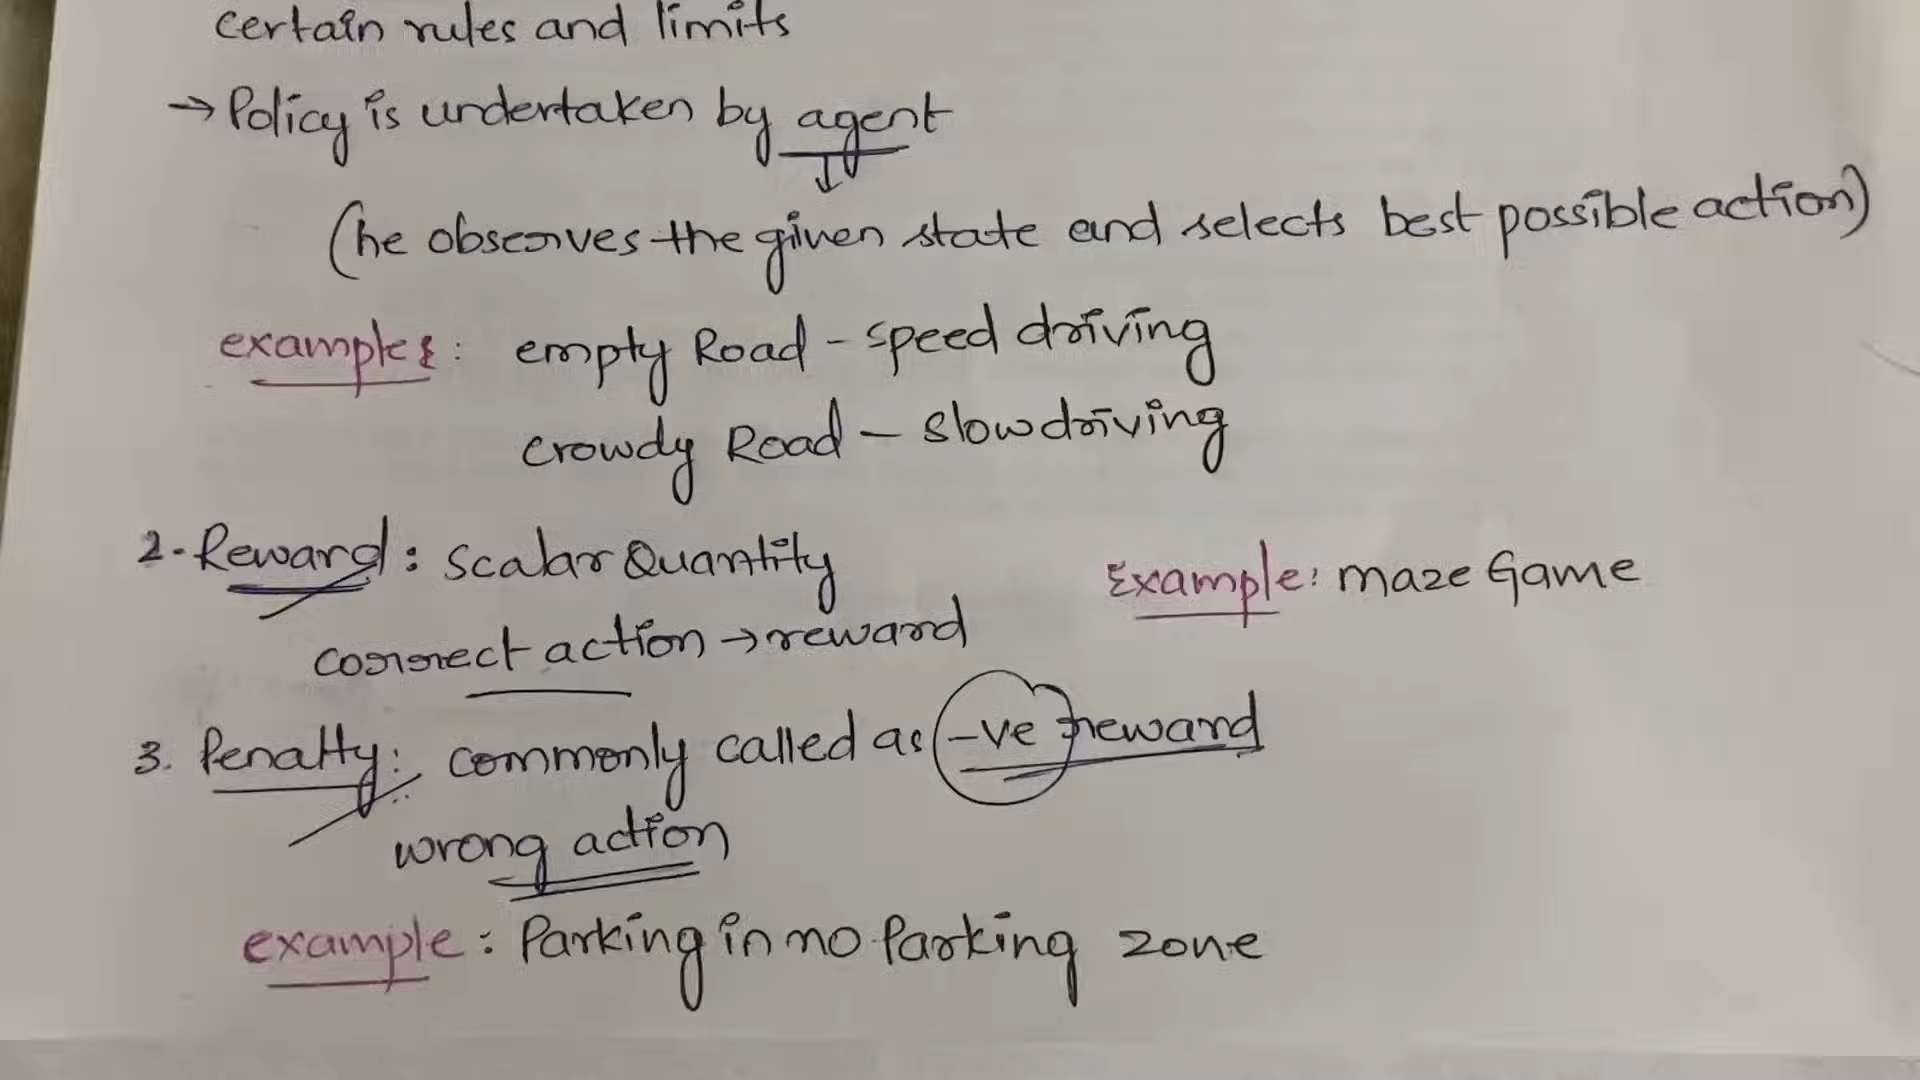 certain rules and limits
→ Policy is undertaken by agent
(he observes the given state and selects best possible action)
examples: empty Road - speed driving
crowdy Road - slow driving
2. Reward: Scalar Quantity
Example: maze Game
correct action → reward
3. Penalty: commonly called as -ve reward
wrong action
example: Parking in no Parking zone